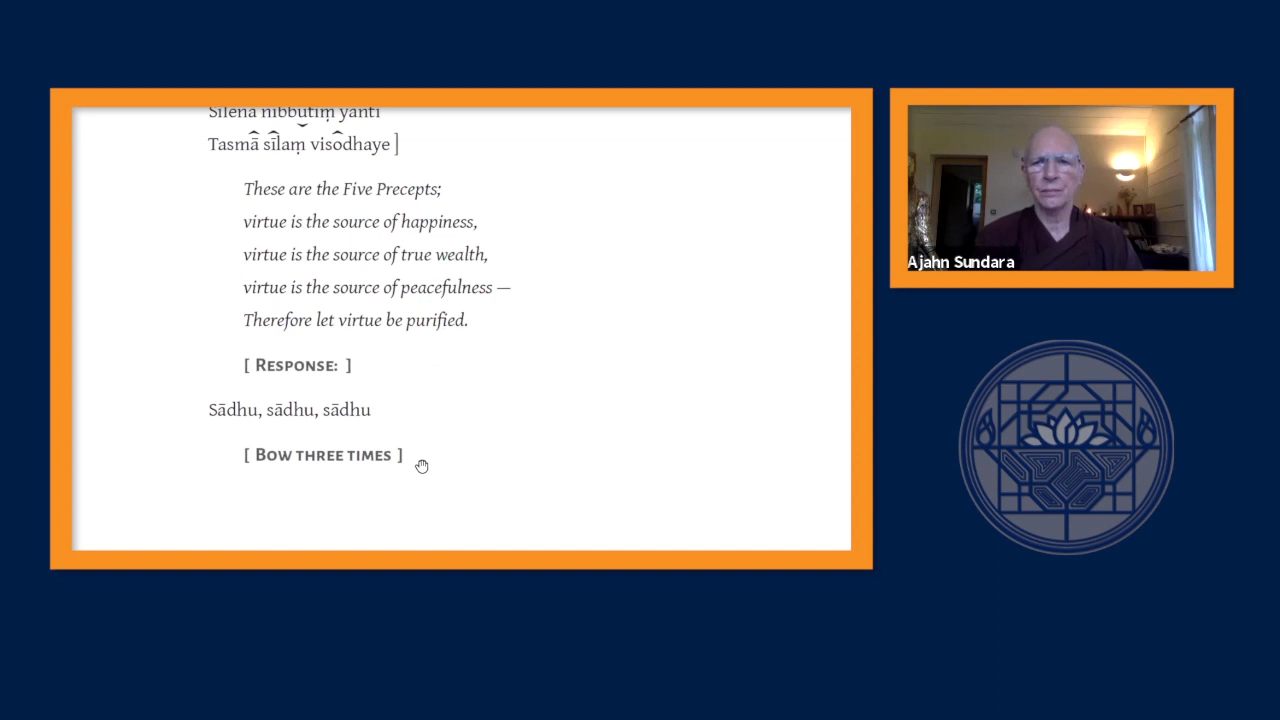 Sīlena nibbutiṃ yanti
Tasmā sīlaṃ visodhaye ]
These are the Five Precepts;
virtue is the source of happiness,
virtue is the source of true wealth,
virtue is the source of peacefulness —
Therefore let virtue be purified.
[ RESPONSE: ]
Sādhu, sādhu, sādhu
[ BOW THREE TIMES ]
Ajahn Sundara